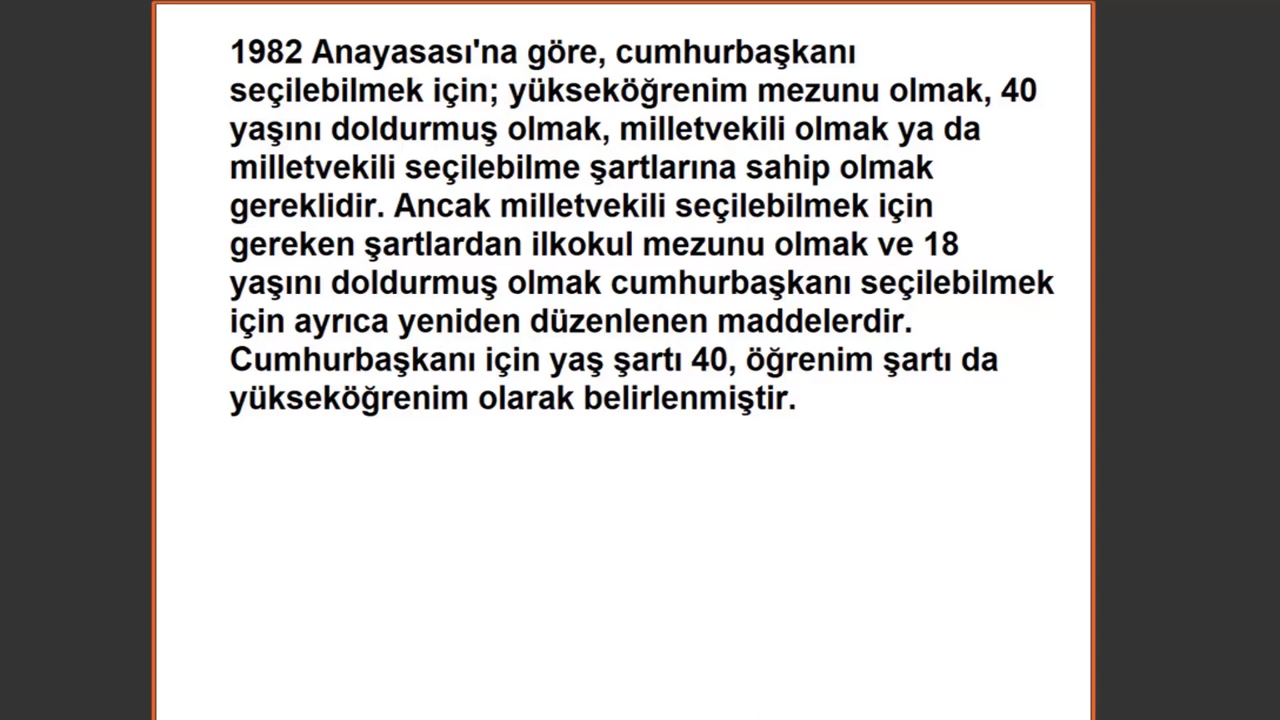 1982 Anayasası'na göre, cumhurbaşkanı
seçilebilmek için; yükseköğrenim mezunu olmak, 40
yaşını doldurmuş olmak, milletvekili olmak ya da
milletvekili seçilebilme şartlarına sahip olmak
gereklidir. Ancak milletvekili seçilebilmek için
gereken şartlardan ilkokul mezunu olmak ve 18
yaşını doldurmuş olmak cumhurbaşkanı seçilebilmek
için ayrıca yeniden düzenlenen maddelerdir.
Cumhurbaşkanı için yaş şartı 40, öğrenim şartı da
yükseköğrenim olarak belirlenmiştir.